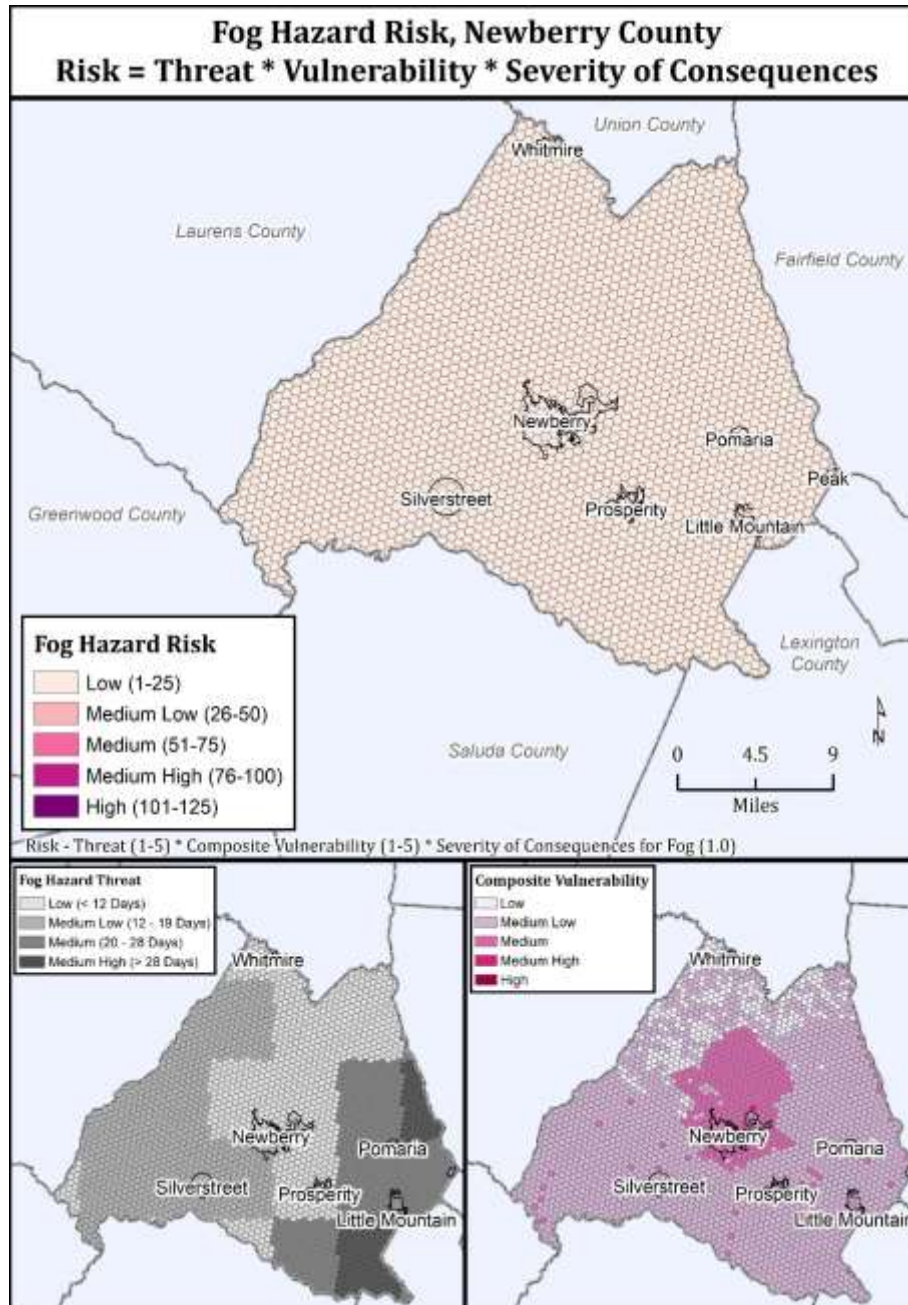 Fog Hazard Risk, Newberry County
Risk = Threat * Vulnerability * Severity of Consequences
Union County
Whitmire
Laurens County
Fairfield County
Newberry
Pomaria
Peak
Silverstreet
Prosperity
Greenwood County
Little Mountain
Fog Hazard Risk
Low (1-25)
Medium Low (26-50)
Medium (51-75)
Medium High (76-100)
High (101-125)
Lexington
County
Saluda County
N
0 4.5 9
Miles
Risk - Threat (1-5) * Composite Vulnerability (1-5) * Severity of Consequences for Fog (1.0)
Fog Hazard Threat
Low (< 12 Days)
Medium Low (12 - 19 Days)
Medium (20 - 28 Days)
Medium High (> 28 Days)
Whitmire
Newberry
Pomaria
Silverstreet
Prosperity
Little Mountain
Composite Vulnerability
Low
Medium Low
Medium
Medium High
High
Whitmire
Newberry
Pomaria
Silverstreet
Prosperity
Little Mountain